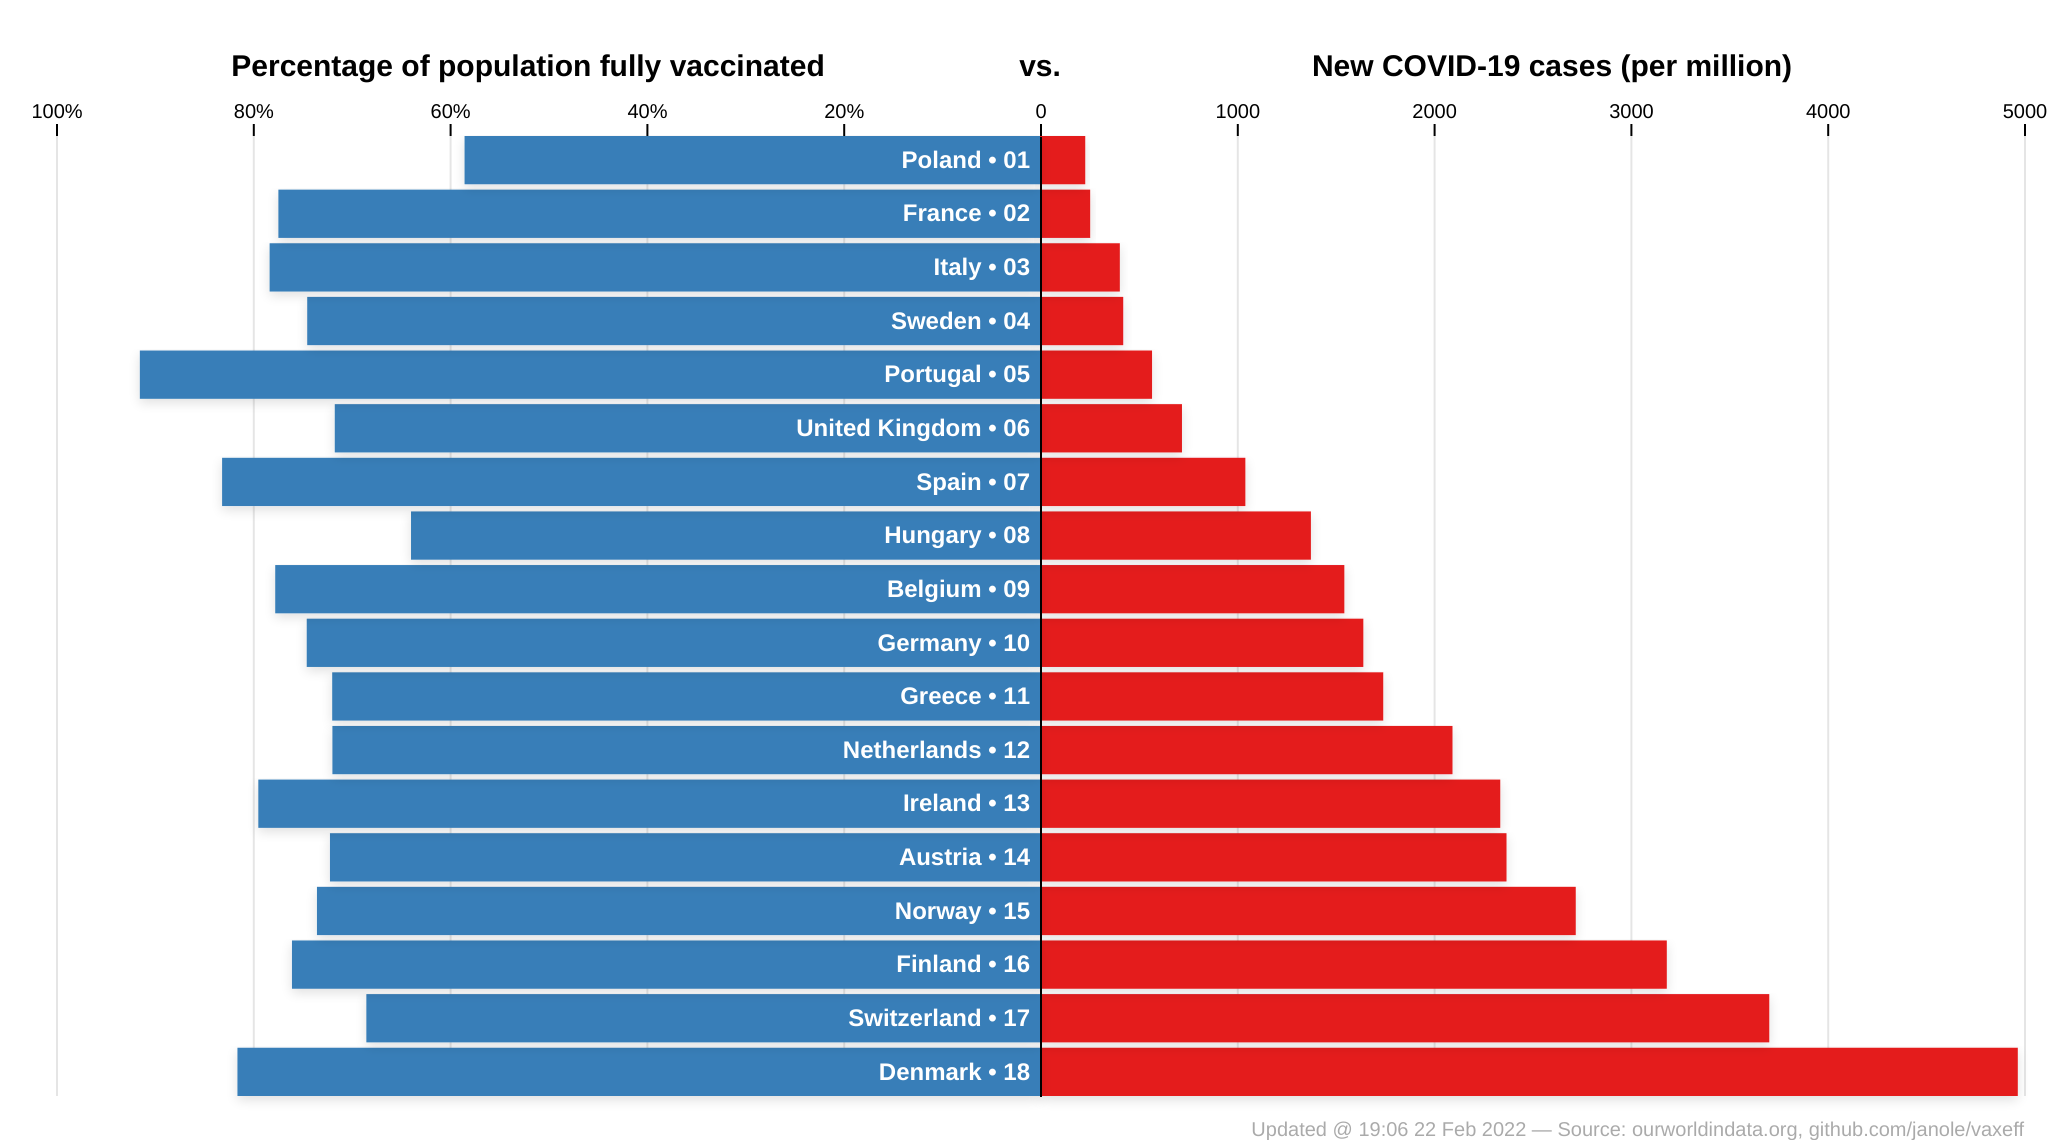 Percentage of population fully vaccinated vs. New COVID-19 cases (per million)
100% 80% 60% 40% 20% 0 1000 2000 3000 4000 5000
Poland • 01
France • 02
Italy • 03
Sweden • 04
Portugal • 05
United Kingdom • 06
Spain • 07
Hungary • 08
Belgium • 09
Germany • 10
Greece • 11
Netherlands • 12
Ireland • 13
Austria • 14
Norway • 15
Finland • 16
Switzerland • 17
Denmark • 18
Updated @ 19:06 22 Feb 2022 — Source: ourworldindata.org, github.com/janole/vaxeff